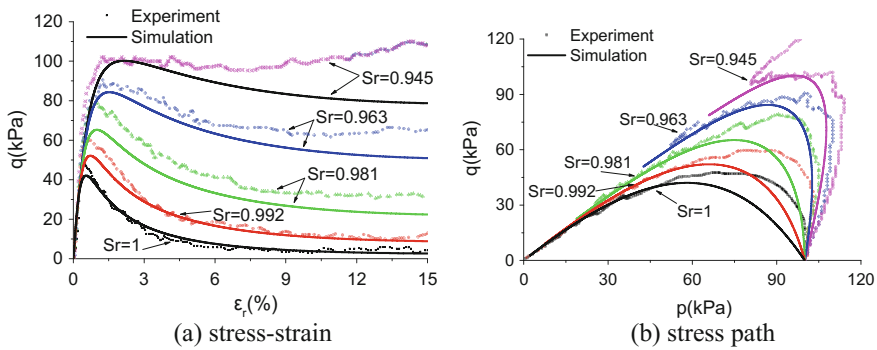 120
100
80
60
40
20
0
q(kPa)
Experiment
Simulation
Sr=0.945
Sr=0.963
Sr=0.981
Sr=0.992
Sr=1
0 3 6 9 12 15
εr(%)
(a) stress-strain
120
90
60
30
0
q(kPa)
Experiment
Simulation
Sr=0.945
Sr=0.963
Sr=0.981
Sr=0.992
Sr=1
0 30 60 90 120
p(kPa)
(b) stress path